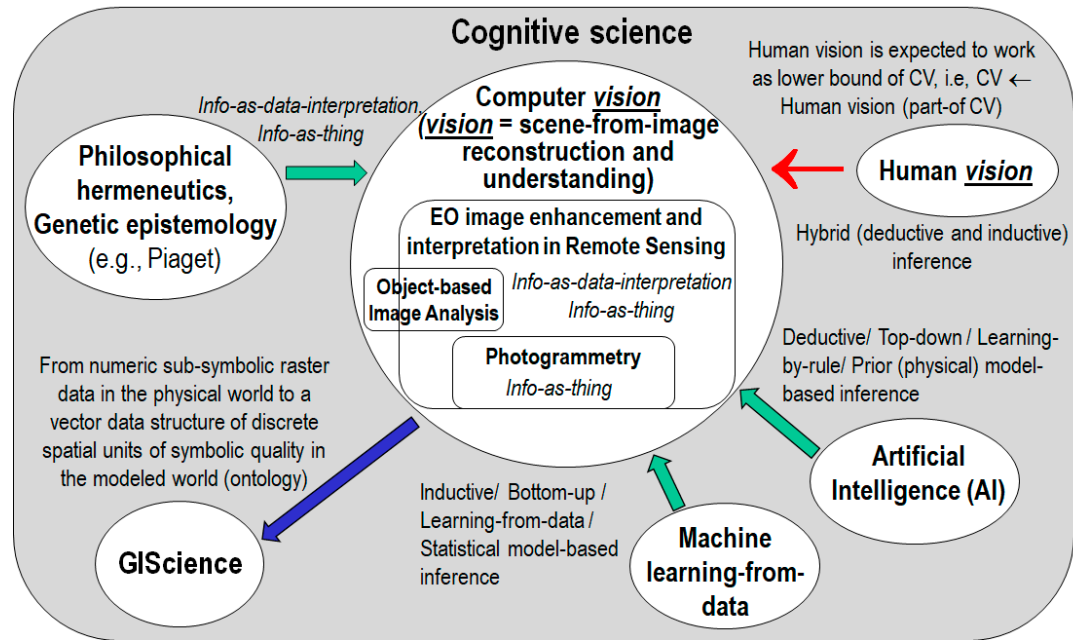 Cognitive science
Info-as-data-interpretation,
Info-as-thing
Philosophical
hermeneutics,
Genetic epistemology
(e.g., Piaget)
Computer vision
(vision = scene-from-image
reconstruction and
understanding)
EO image enhancement and
interpretation in Remote Sensing
Info-as-data-interpretation
Info-as-thing
Object-based
Image Analysis
Photogrammetry
Info-as-thing
Human vision is expected to work
as lower bound of CV, i.e, CV ←
Human vision (part-of CV)
Human vision
Hybrid (deductive and inductive)
inference
Deductive/ Top-down / Learning-
by-rule/ Prior (physical) model-
based inference
Artificial
Intelligence (AI)
From numeric sub-symbolic raster
data in the physical world to a
vector data structure of discrete
spatial units of symbolic quality in
the modeled world (ontology)
GIScience
Inductive/ Bottom-up /
Learning-from-data /
Statistical model-based
inference
Machine
learning-from-
data